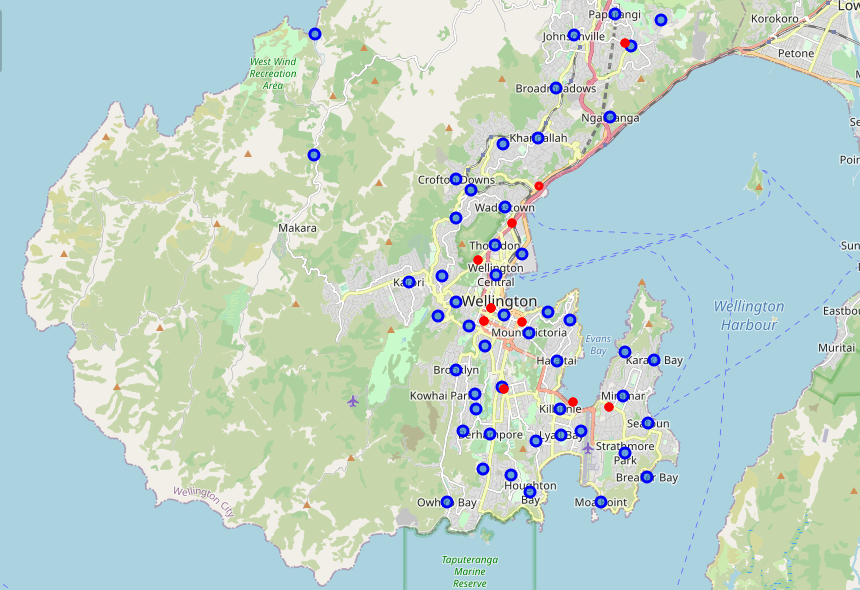 Paparangi
Low
Korokoro
Johnsonville
Petone
West Wind
Recreation
Area
Broadmeadows
Ngauranga
Se
Khandallah
Poin
Crofton Downs
Wadestown
Makara
Thorndon
Sun
Wellington
Central
Karori
Wellington
Wellington
Harbour
Eastbou
Mount Victoria
Evans
Bay
Muritai
Hataitai
Karaka Bay
Brooklyn
Kowhai Park
Miramar
Kilbirnie
Seatoun
Berhampore
Lyall Bay
Strathmore
Park
Breaker Bay
Houghton
Bay
Wellington City
Owhiro Bay
Moa Point
Taputeranga
Marine
Reserve